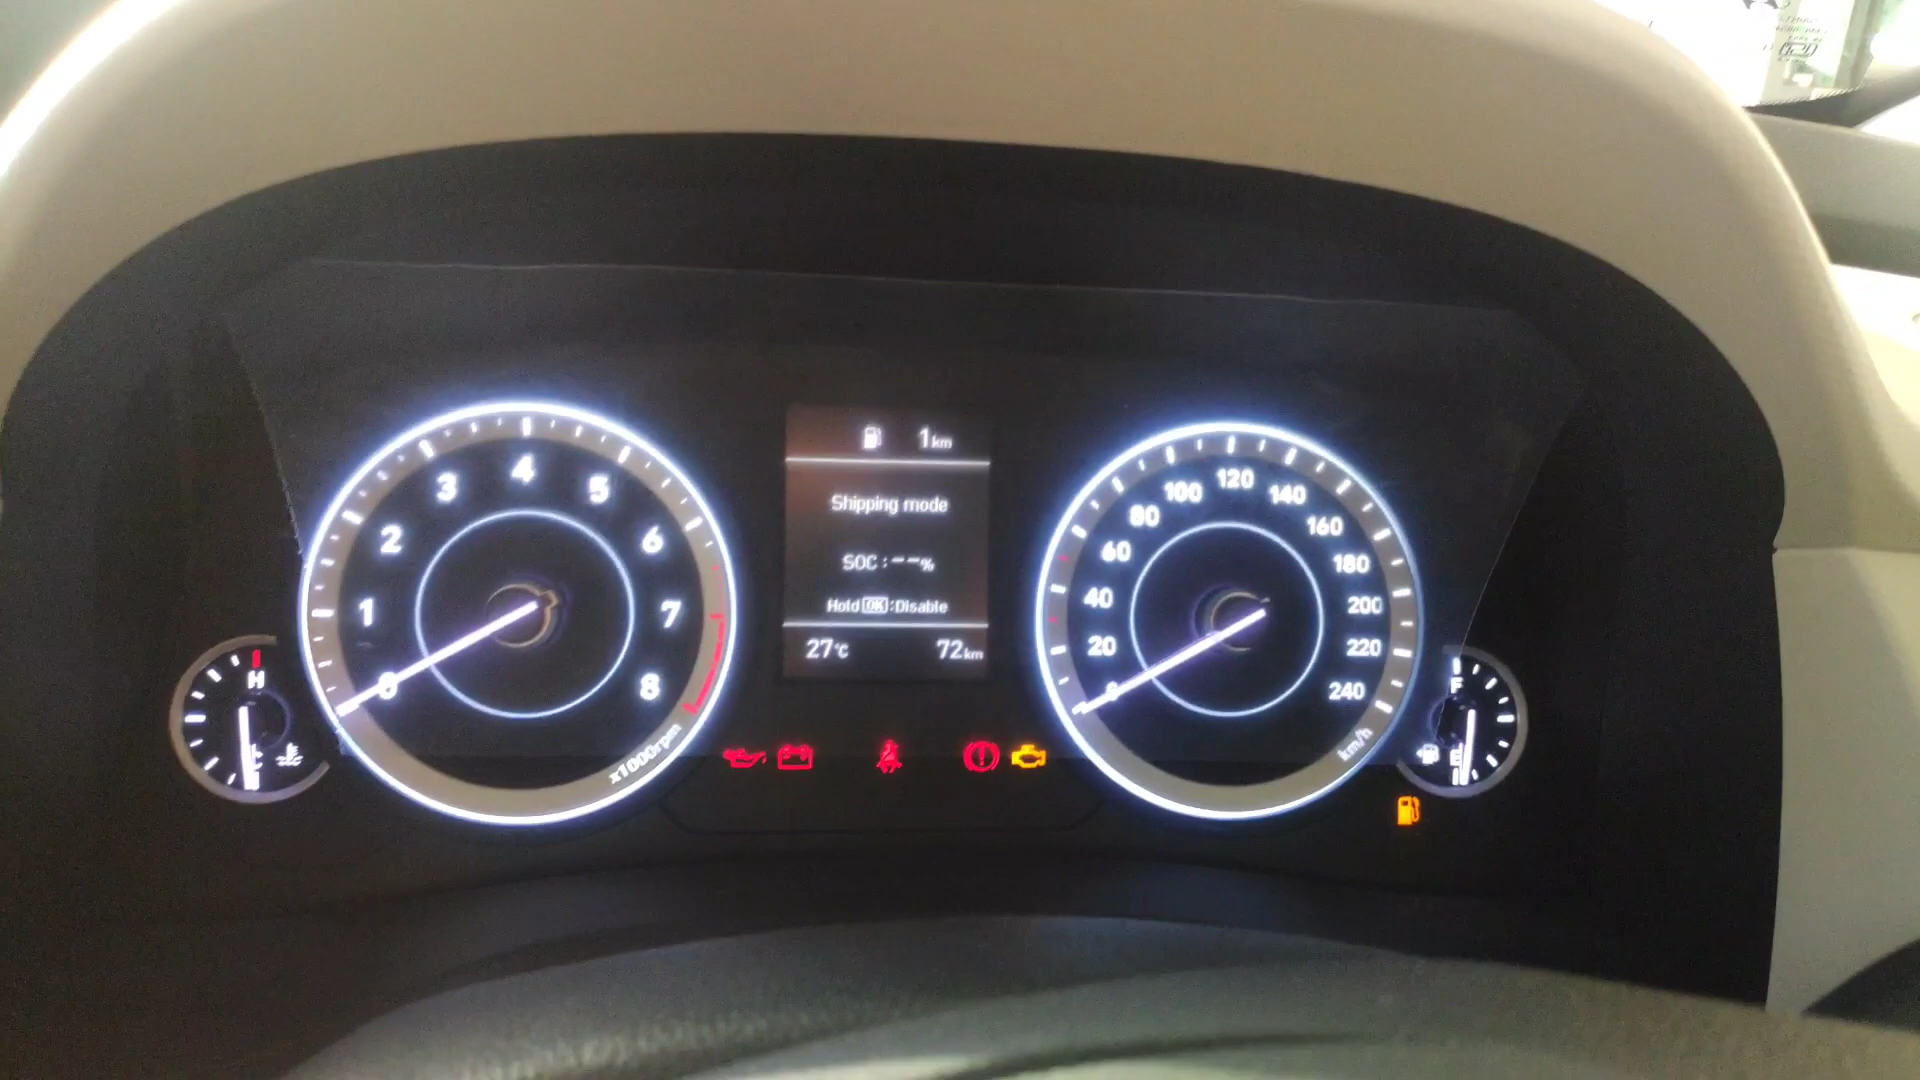 1km
Shipping mode
SOC : --%
Hold OK :Disable
27°C 72km
0
1
2
3
4
5
6
7
8
x1000rpm
0
20
40
60
80
100
120
140
160
180
200
220
240
km/h
H
C
F
E